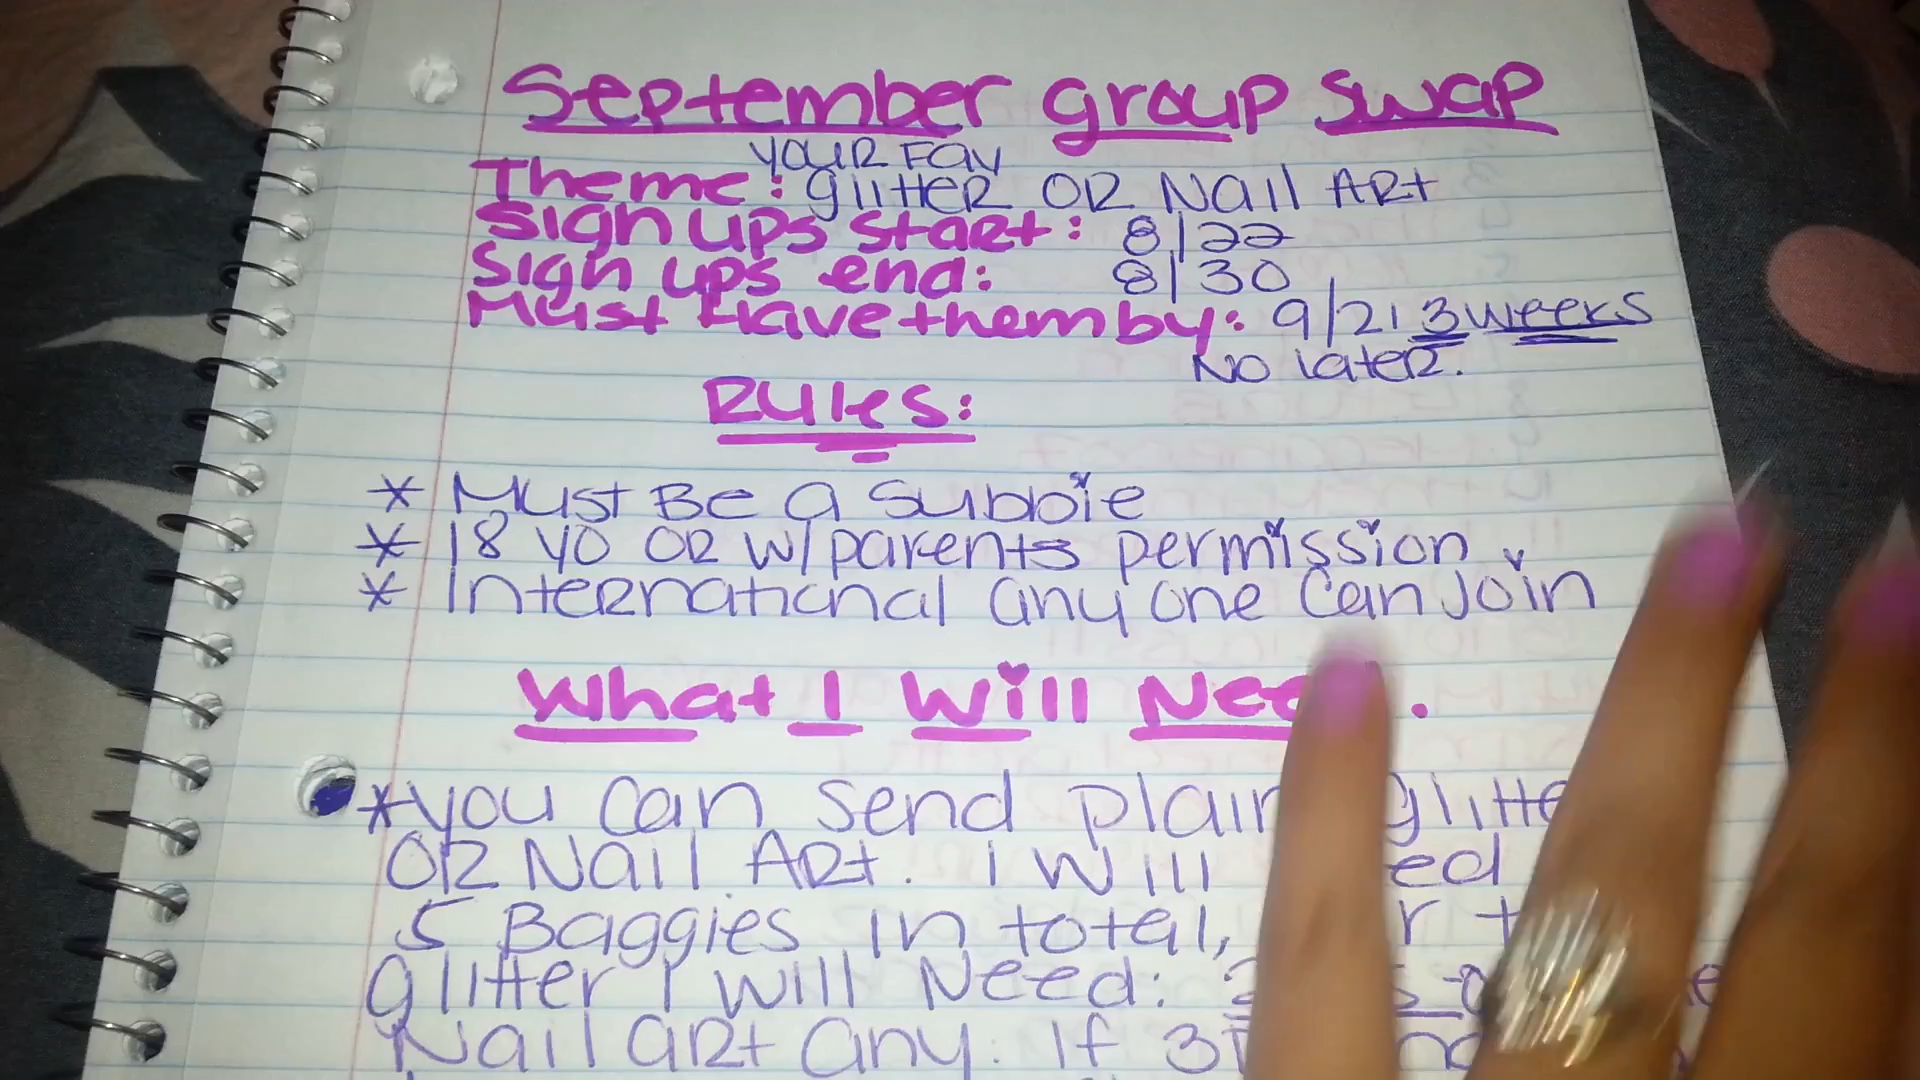 September group swap
Your Fav
Theme: glitter or Nail Art
Sign ups start: 8/22
Sign ups end: 8/30
Must Have them by: 9/21 3 weeks
No later.
Rules:
* Must Be a Subbie
* 18 yo or w/parents permission
* International any one Can Join
What I Will
* you can send plain
or Nail Art. I will
5 Baggies in total,
glitter I will Need:
Nail art any. If